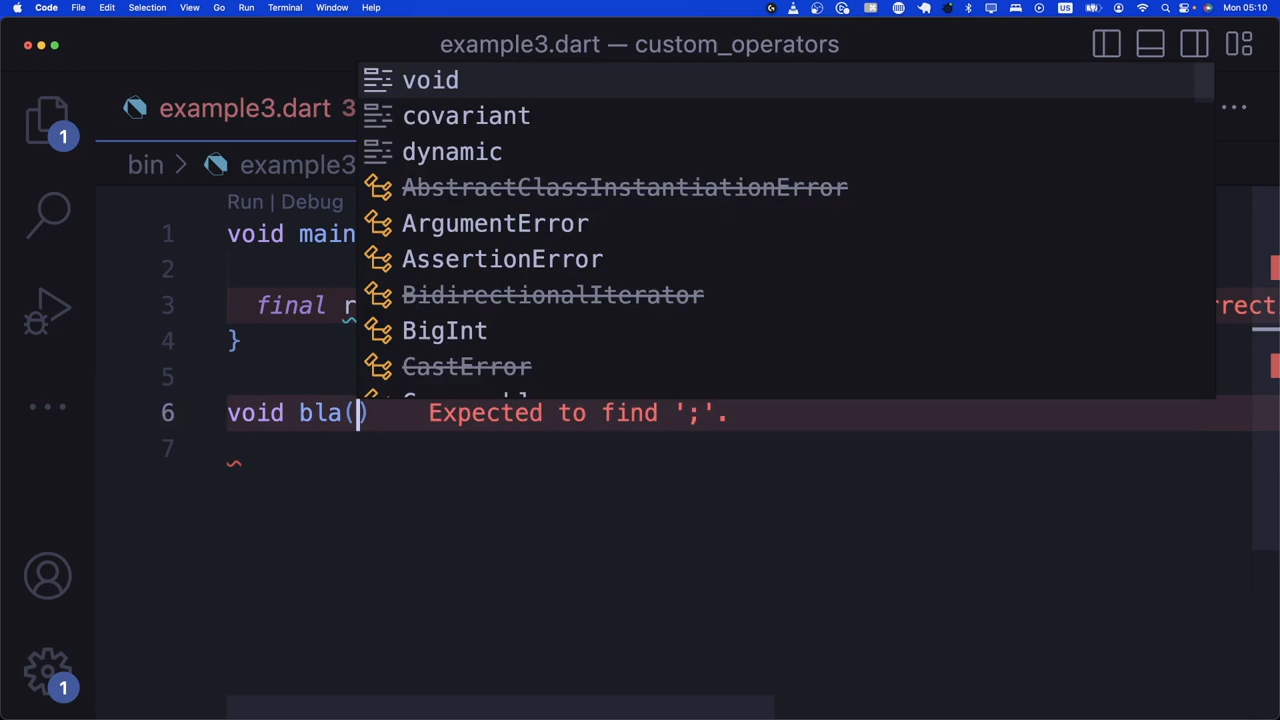 Code File Edit Selection View Go Run Terminal Window Help US Mon 05:10
example3.dart — custom_operators
example3.dart 3
bin > example3
Run | Debug
1 void main
2
3 final r
rrect
4 }
5
6 void bla() Expected to find ';'.
7
void
covariant
dynamic
AbstractClassInstantiationError
ArgumentError
AssertionError
BidirectionalIterator
BigInt
CastError
1
1